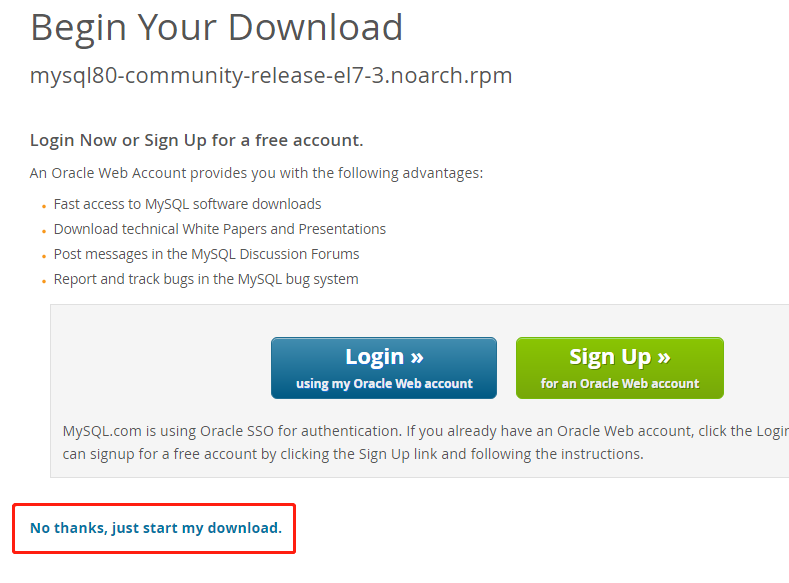 Begin Your Download
mysql80-community-release-el7-3.noarch.rpm
Login Now or Sign Up for a free account.
An Oracle Web Account provides you with the following advantages:
Fast access to MySQL software downloads
Download technical White Papers and Presentations
Post messages in the MySQL Discussion Forums
Report and track bugs in the MySQL bug system
Login »
using my Oracle Web account
Sign Up »
for an Oracle Web account
MySQL.com is using Oracle SSO for authentication. If you already have an Oracle Web account, click the Login
can signup for a free account by clicking the Sign Up link and following the instructions.
No thanks, just start my download.